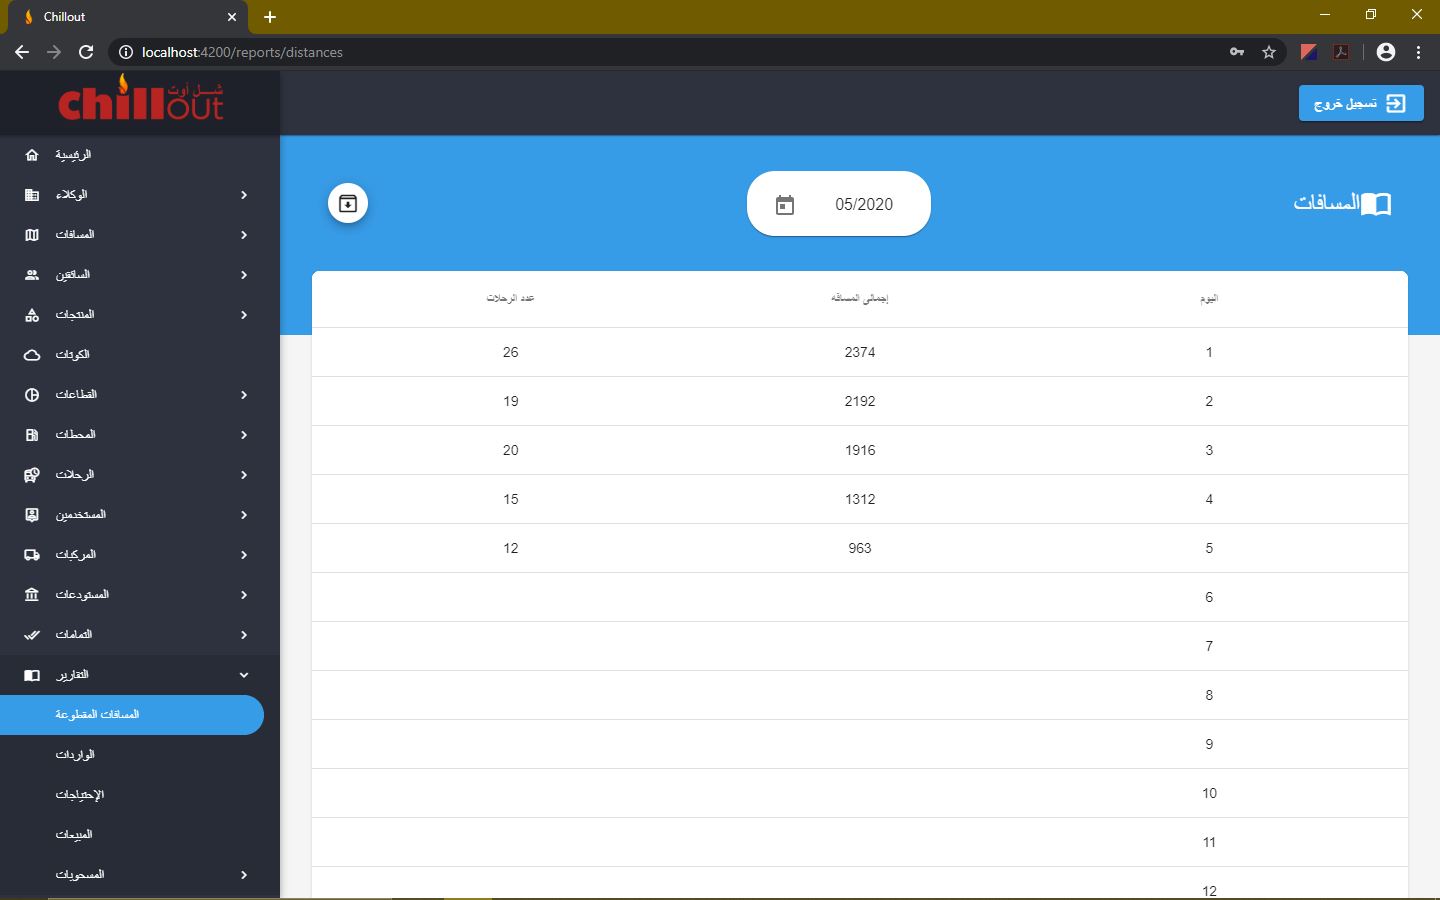 Chillout
localhost:4200/reports/distances
chillout شـل أوت
تسجيل خروج
الرئيسية
الوكلاء
المسافات
السائقين
المنتجات
الكوتات
القطاعات
المحطات
الرحلات
المستخدمين
المركبات
المستودعات
التمامات
التقارير
المسافات المقطوعة
الواردات
الإحتياجات
المبيعات
المسحوبات
المسافات
05/2020
اليوم إجمالى المسافه عدد الرحلات
1 2374 26
2 2192 19
3 1916 20
4 1312 15
5 963 12
6
7
8
9
10
11
12